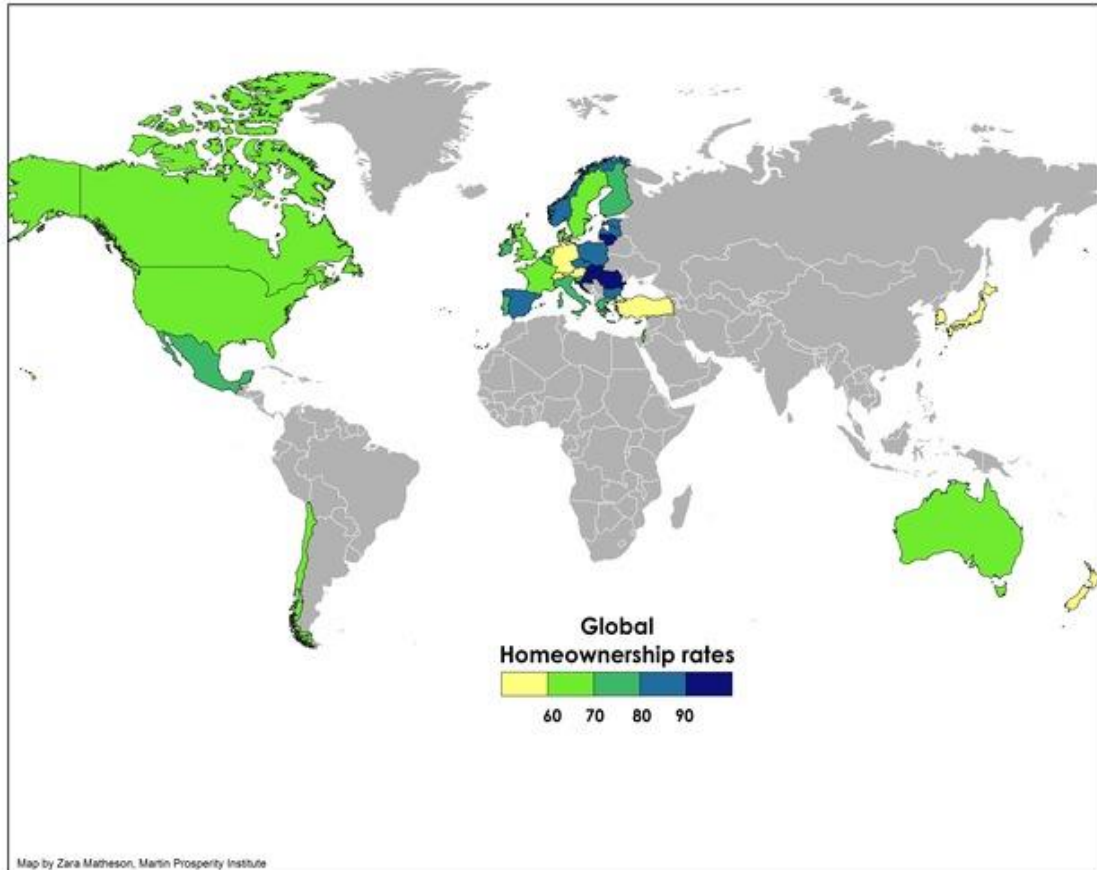 Global
Homeownership rates
60 70 80 90
Map by Zara Matheson, Martin Prosperity Institute